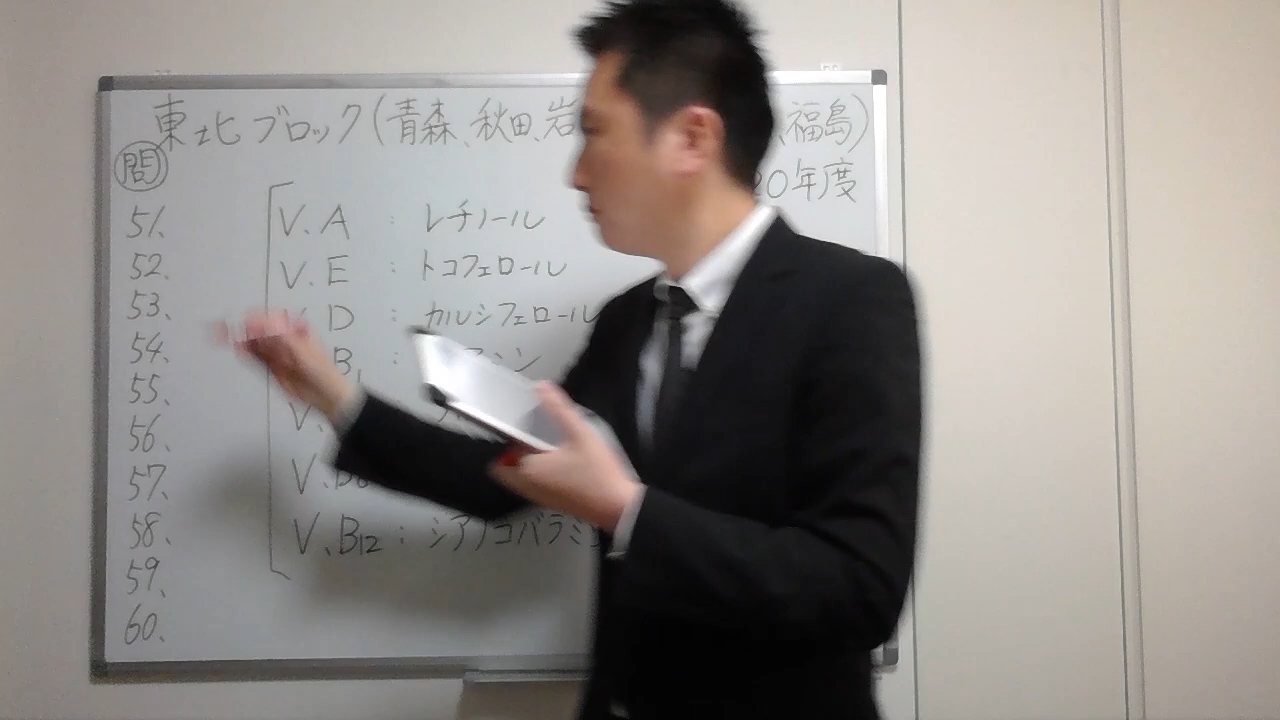 東北ブロック(青森、秋田、岩 、福島)
20年度
問
51、 V.A : レチノール
52、 V.E : トコフェロール
53、 D : カルシフェロール
54、 B1 :
55、 V.
56、
57、 V.B6
58、 V.B12 : シアノコバラミ
59、
60、